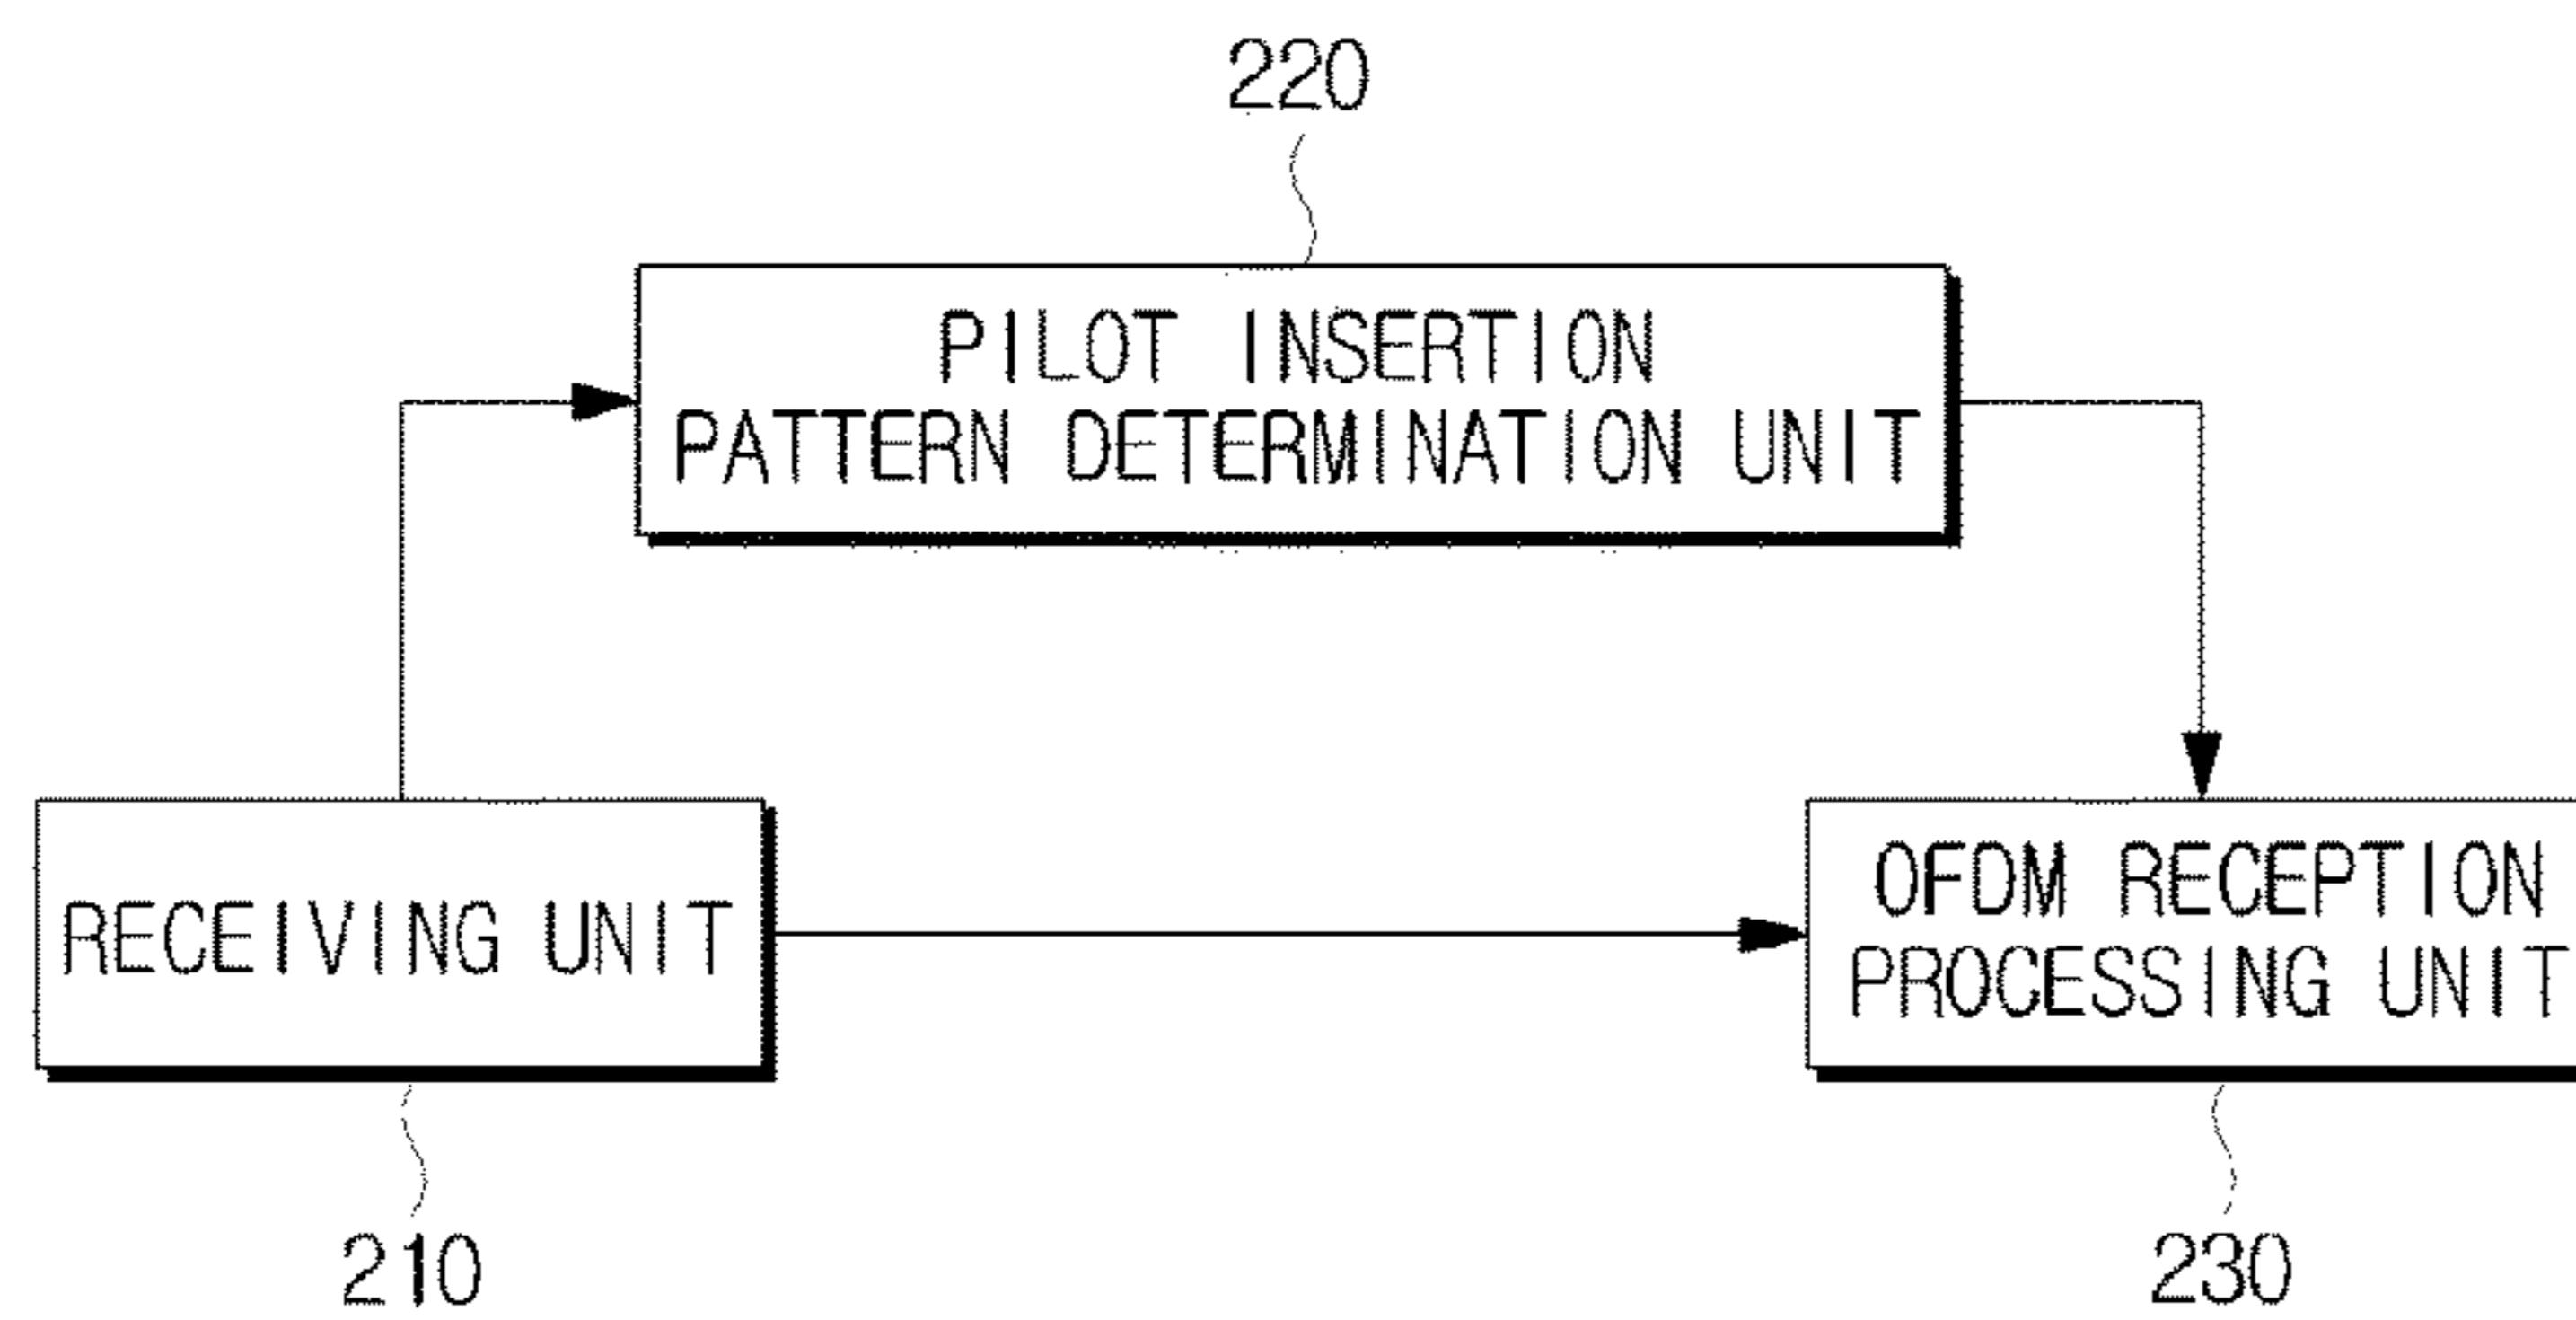 220
PILOT INSERTION
PATTERN DETERMINATION UNIT
RECEIVING UNIT
OFDM RECEPTION
PROCESSING UNIT
210
230